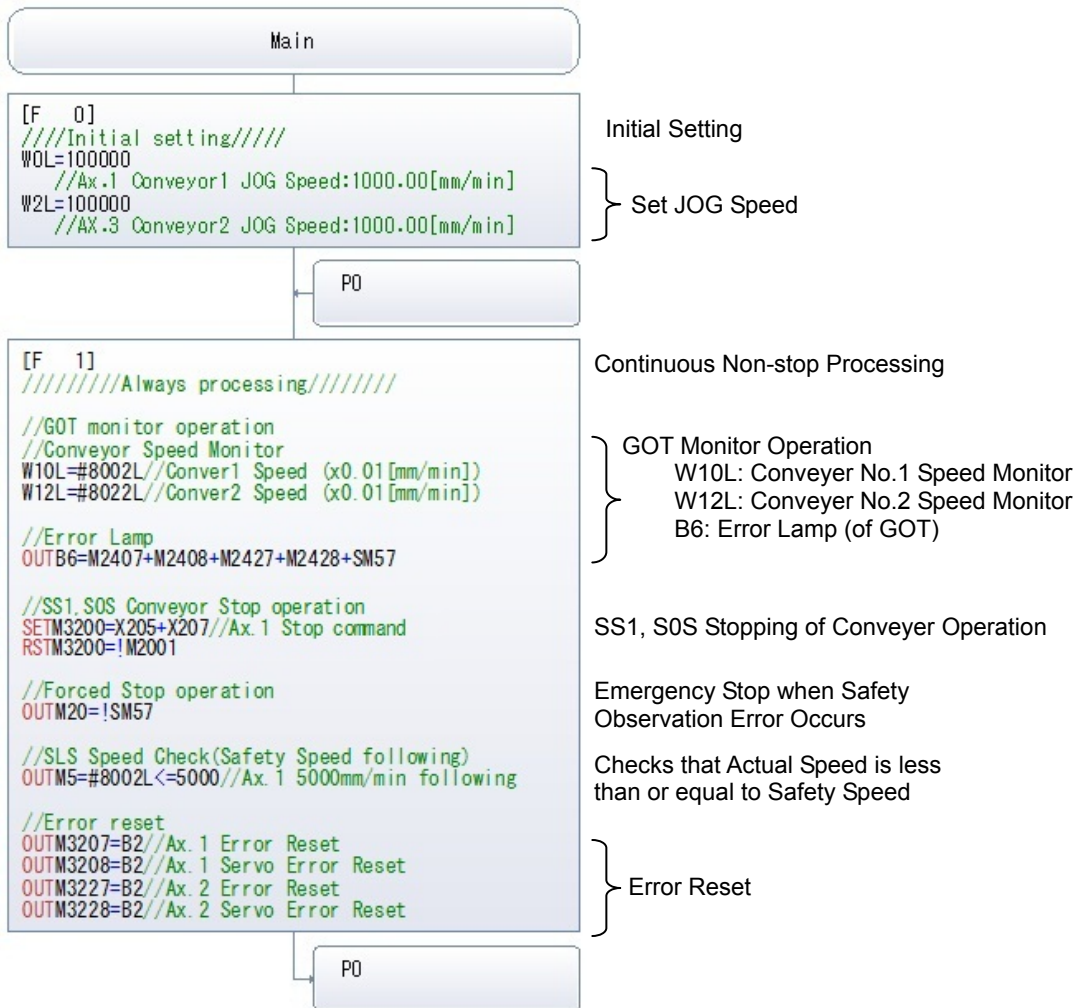 Main
[F   0]
////Initial setting/////
W0L=100000
//Ax.1 Conveyor1 JOG Speed:1000.00[mm/min]
W2L=100000
//AX.3 Conveyor2 JOG Speed:1000.00[mm/min]
Initial Setting
Set JOG Speed
P0
[F   1]
/////////Always processing////////
//GOT monitor operation
//Conveyor Speed Monitor
W10L=#8002L//Conver1 Speed (x0.01[mm/min])
W12L=#8022L//Conver2 Speed (x0.01[mm/min])
//Error Lamp
OUTB6=M2407+M2408+M2427+M2428+SM57
//SS1,SOS Conveyor Stop operation
SETM3200=X205+X207//Ax.1 Stop command
RSTM3200=!M2001
//Forced Stop operation
OUTM20=!SM57
//SLS Speed Check(Safety Speed following)
OUTM5=#8002L<=5000//Ax.1 5000mm/min following
//Error reset
OUTM3207=B2//Ax.1 Error Reset
OUTM3208=B2//Ax.1 Servo Error Reset
OUTM3227=B2//Ax.2 Error Reset
OUTM3228=B2//Ax.2 Servo Error Reset
Continuous Non-stop Processing
GOT Monitor Operation
W10L: Conveyer No.1 Speed Monitor
W12L: Conveyer No.2 Speed Monitor
B6: Error Lamp (of GOT)
SS1, S0S Stopping of Conveyer Operation
Emergency Stop when Safety
Observation Error Occurs
Checks that Actual Speed is less
than or equal to Safety Speed
Error Reset
P0